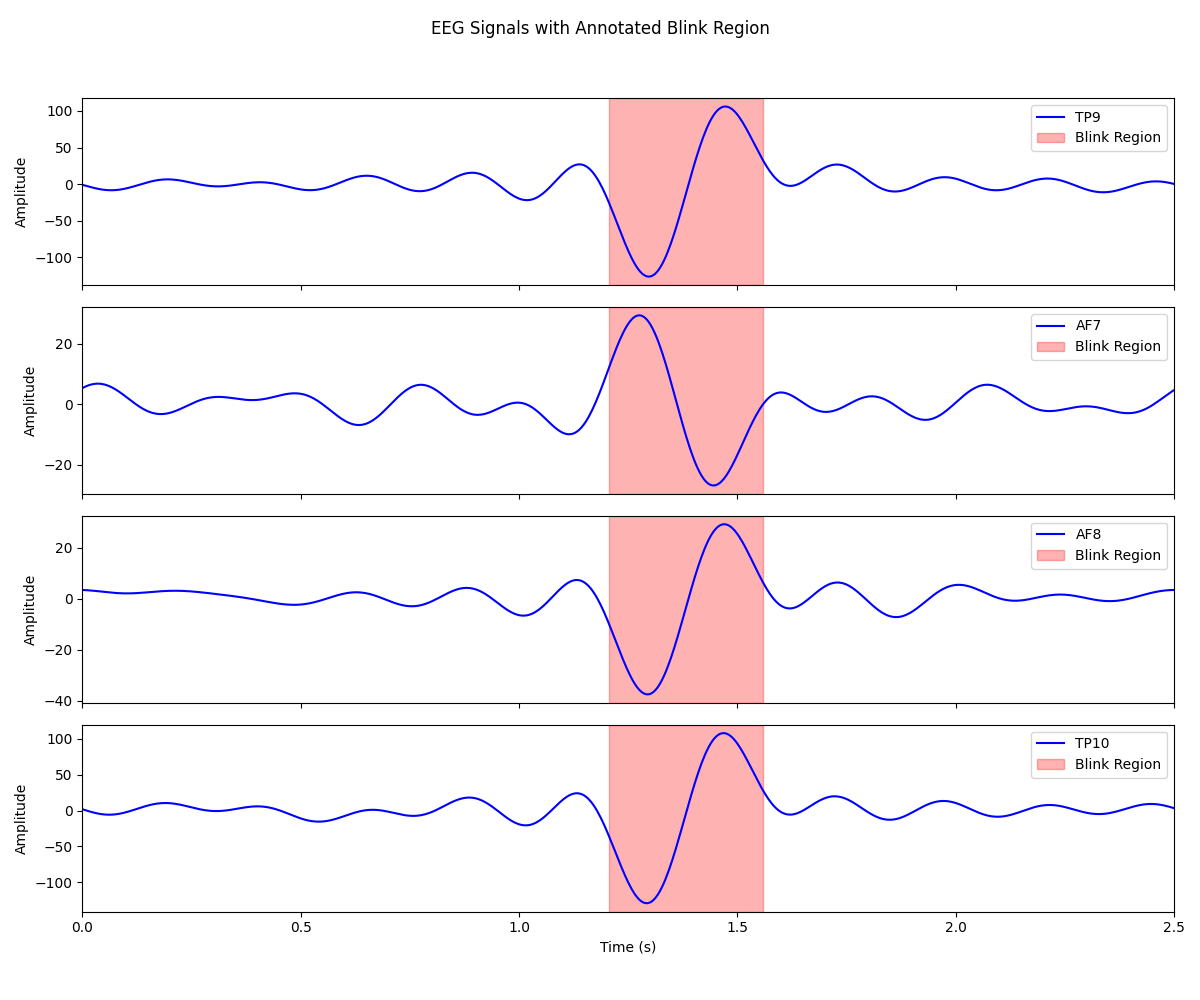 EEG Signals with Annotated Blink Region
100
50
0
−50
−100
Amplitude
TP9
Blink Region
20
0
−20
Amplitude
AF7
Blink Region
20
0
−20
−40
Amplitude
AF8
Blink Region
100
50
0
−50
−100
Amplitude
TP10
Blink Region
0.0 0.5 1.0 1.5 2.0 2.5
Time (s)